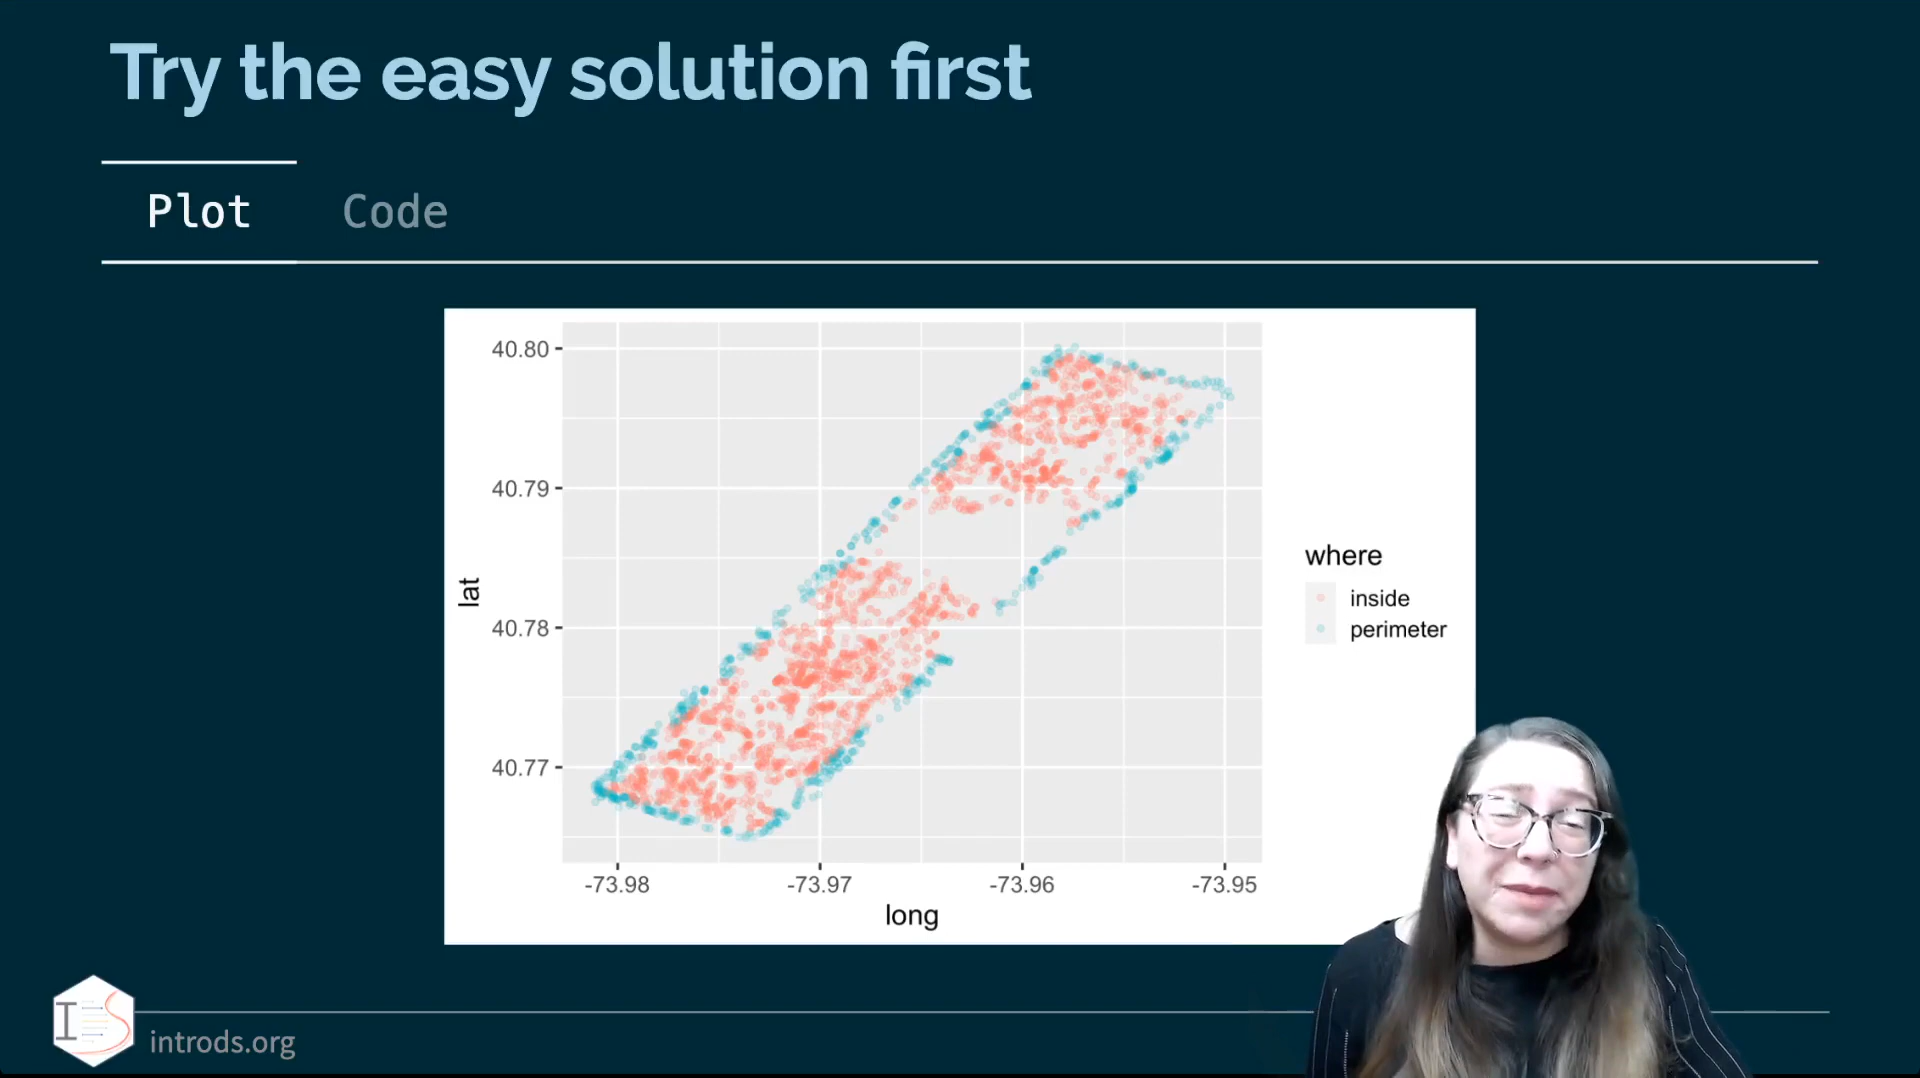 Try the easy solution first
Plot Code
40.80
40.79
40.78
40.77
lat
-73.98 -73.97 -73.96 -73.95
long
where
inside
perimeter
IS
introds.org